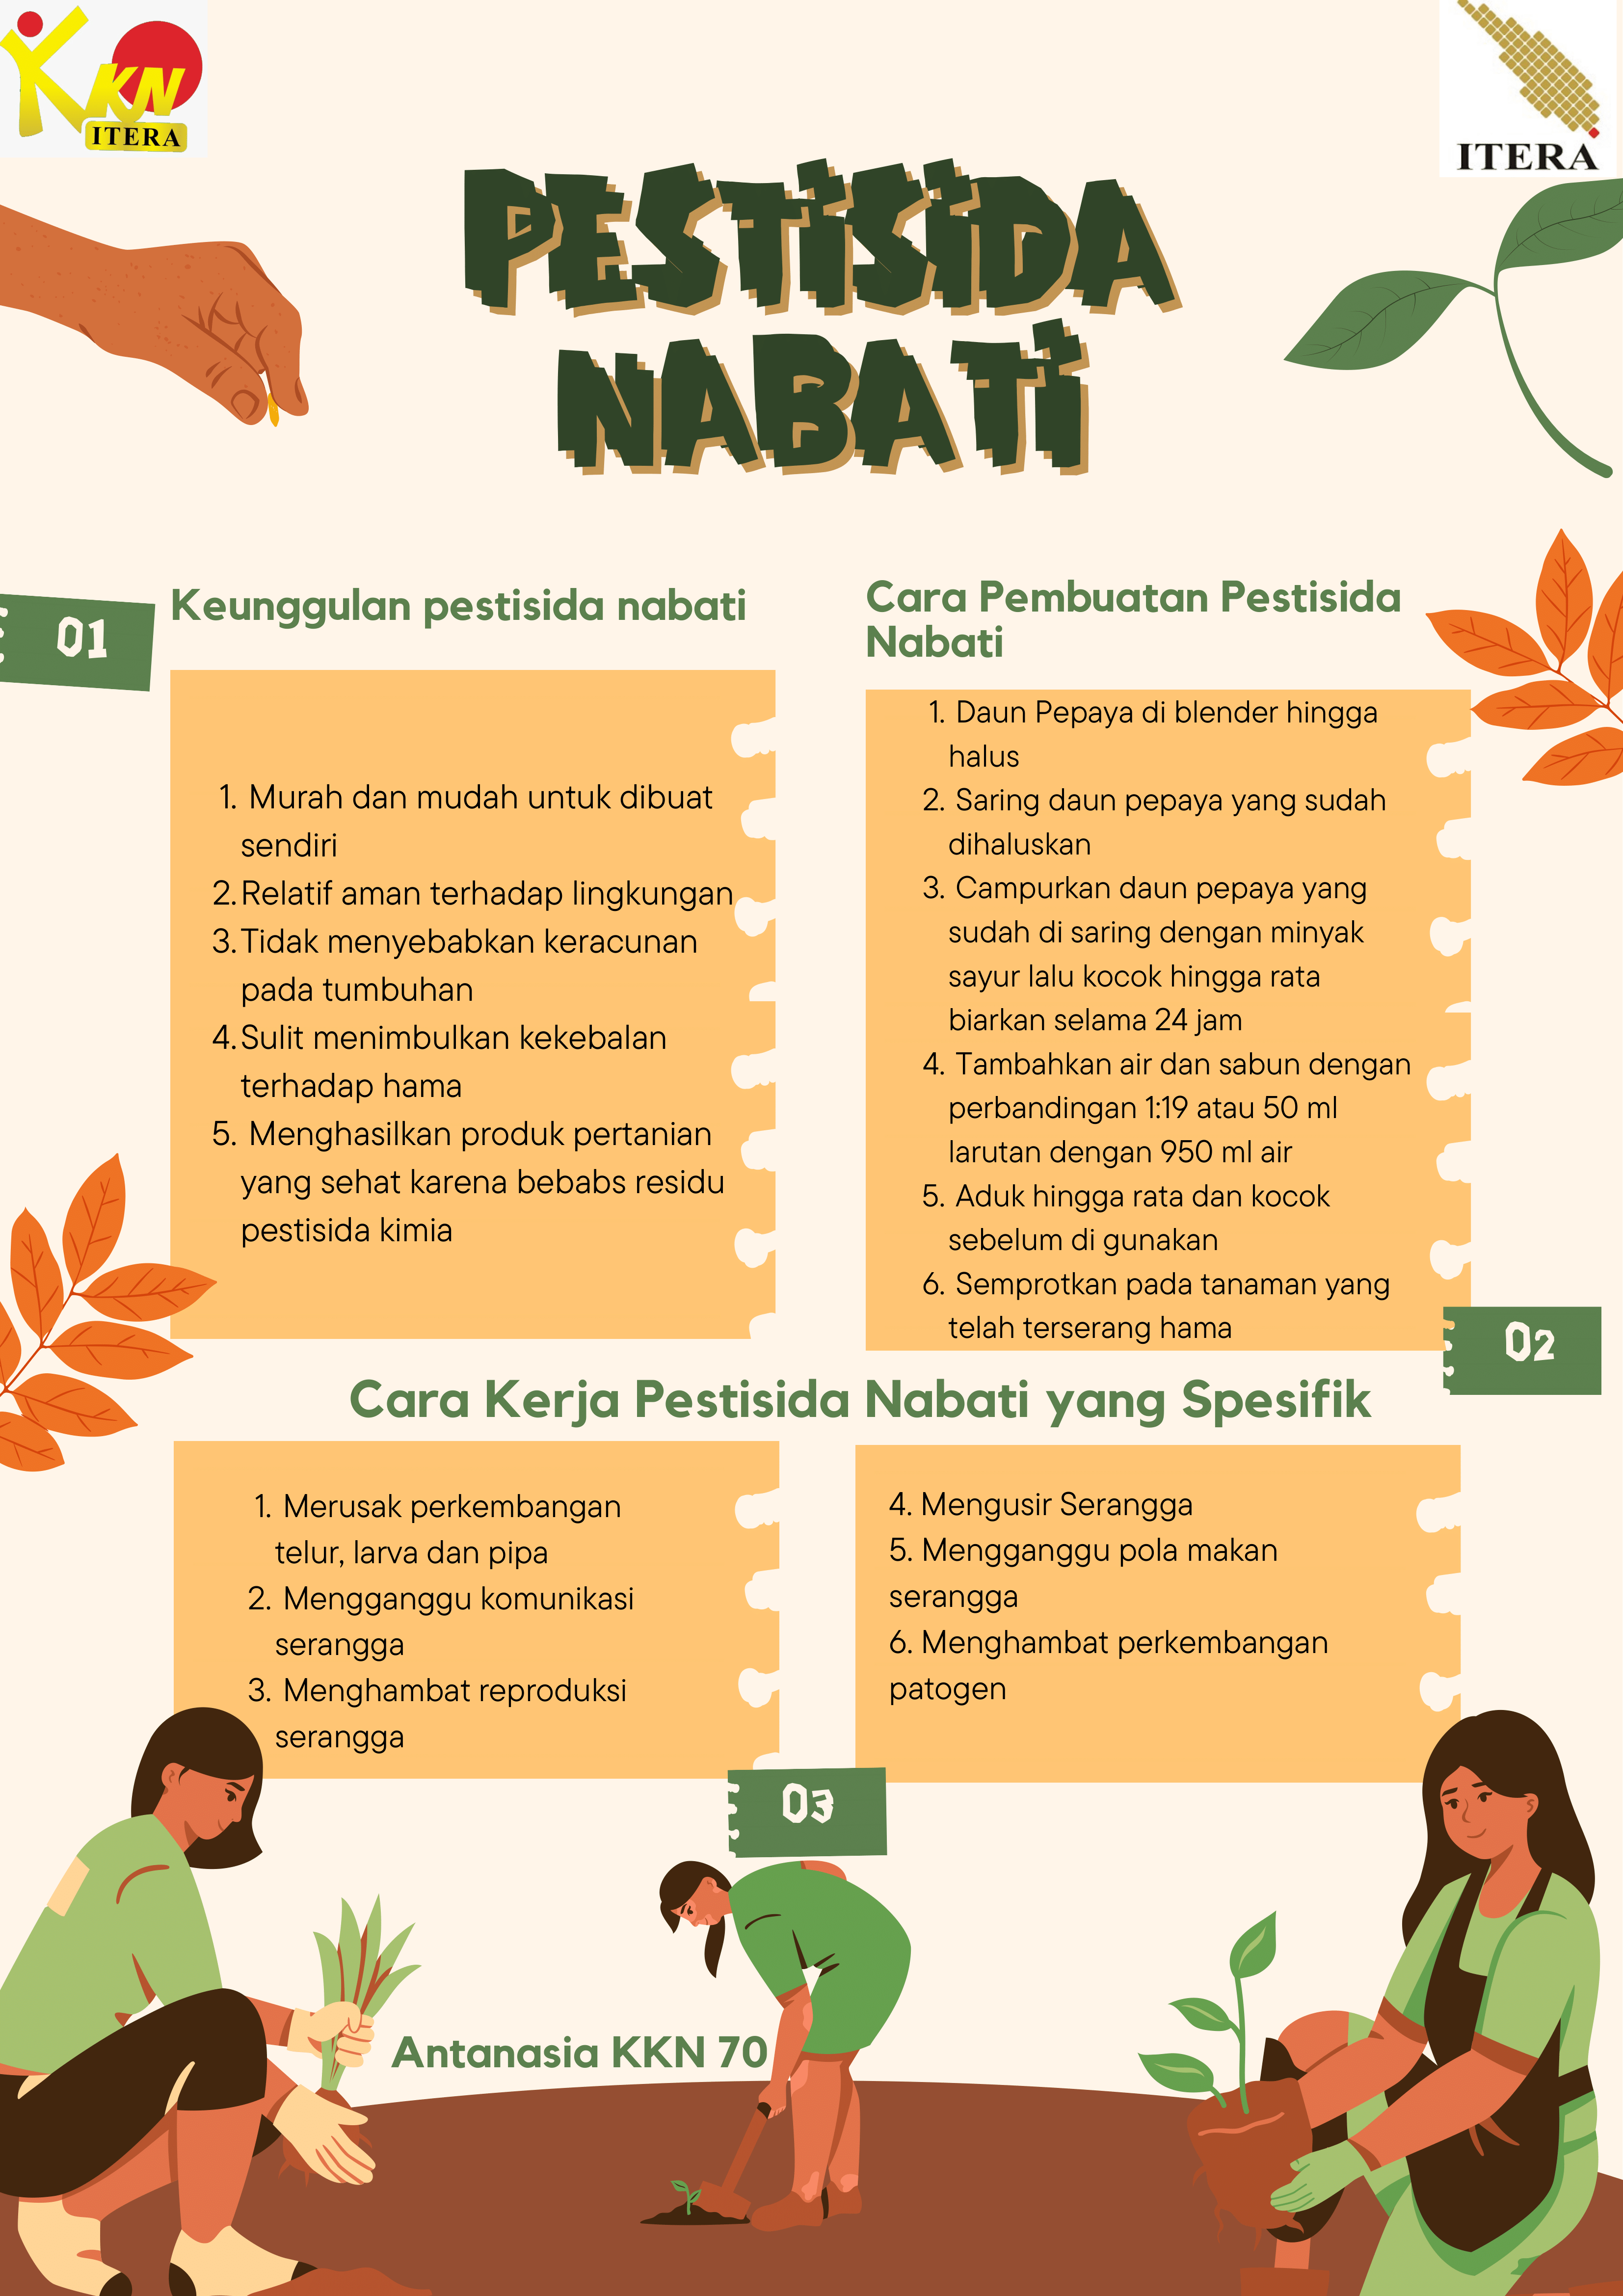 KKN
ITERA
ITERA
PESTiSiDA
NABATi
01
Keunggulan pestisida nabati
1. Murah dan mudah untuk dibuat
sendiri
2. Relatif aman terhadap lingkungan
3. Tidak menyebabkan keracunan
pada tumbuhan
4. Sulit menimbulkan kekebalan
terhadap hama
5. Menghasilkan produk pertanian
yang sehat karena bebabs residu
pestisida kimia
Cara Pembuatan Pestisida
Nabati
1. Daun Pepaya di blender hingga
halus
2. Saring daun pepaya yang sudah
dihaluskan
3. Campurkan daun pepaya yang
sudah di saring dengan minyak
sayur lalu kocok hingga rata
biarkan selama 24 jam
4. Tambahkan air dan sabun dengan
perbandingan 1:19 atau 50 ml
larutan dengan 950 ml air
5. Aduk hingga rata dan kocok
sebelum di gunakan
6. Semprotkan pada tanaman yang
telah terserang hama
02
Cara Kerja Pestisida Nabati yang Spesifik
1. Merusak perkembangan
telur, larva dan pipa
2. Mengganggu komunikasi
serangga
3. Menghambat reproduksi
serangga
4. Mengusir Serangga
5. Mengganggu pola makan
serangga
6. Menghambat perkembangan
patogen
03
Antanasia KKN 70